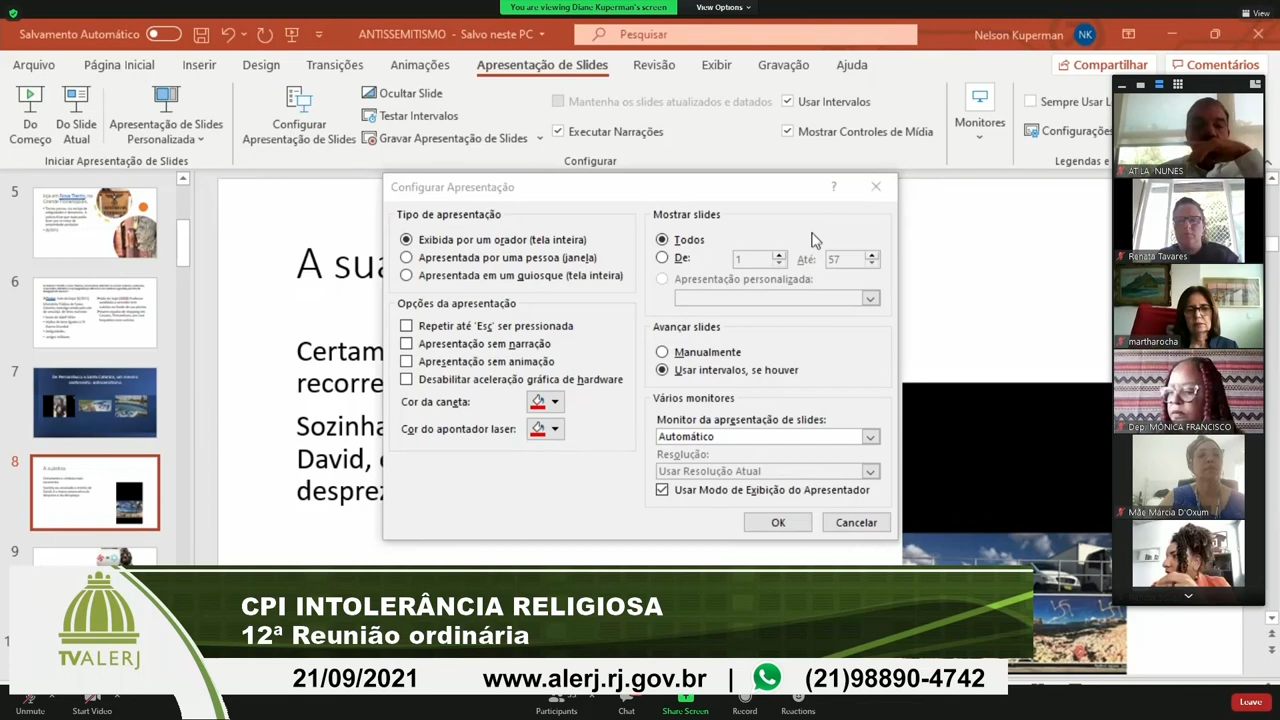 You are viewing Diane Kuperman's screen
View Options
View
Salvamento Automático
ANTISSEMITISMO - Salvo neste PC
Pesquisar
Nelson Kuperman
NK
Arquivo
Página Inicial
Inserir
Design
Transições
Animações
Apresentação de Slides
Revisão
Exibir
Gravação
Ajuda
Compartilhar
Comentários
Do Começo
Do Slide Atual
Apresentação de Slides Personalizada
Iniciar Apresentação de Slides
Configurar Apresentação de Slides
Ocultar Slide
Testar Intervalos
Gravar Apresentação de Slides
Mantenha os slides atualizados e datados
Executar Narrações
Usar Intervalos
Mostrar Controles de Mídia
Configurar
Monitores
Sempre Usar L
Configurações
Legendas e
5
6
7
8
9
A sua
Certam
recorre
Sozinha
David,
desprez
Configurar Apresentação
?
Tipo de apresentação
Exibida por um orador (tela inteira)
Apresentada por uma pessoa (janela)
Apresentada em um quiosque (tela inteira)
Opções da apresentação
Repetir até 'Esc' ser pressionada
Apresentação sem narração
Apresentação sem animação
Desabilitar aceleração gráfica de hardware
Cor da caneta:
Cor do apontador laser:
Mostrar slides
Todos
De: 1 Até: 57
Apresentação personalizada:
Avançar slides
Manualmente
Usar intervalos, se houver
Vários monitores
Monitor da apresentação de slides:
Automático
Resolução:
Usar Resolução Atual
Usar Modo de Exibição do Apresentador
OK
Cancelar
ATILA NUNES
Renata Tavares
martharocha
Dep. MÔNICA FRANCISCO
Mãe Marcia D'Oxum
TVALERJ
CPI INTOLERÂNCIA RELIGIOSA
12ª Reunião ordinária
21/09/2021 www.alerj.rj.gov.br | (21)98890-4742
Unmute
Start Video
Participants
Chat
Share Screen
Record
Reactions
Leave